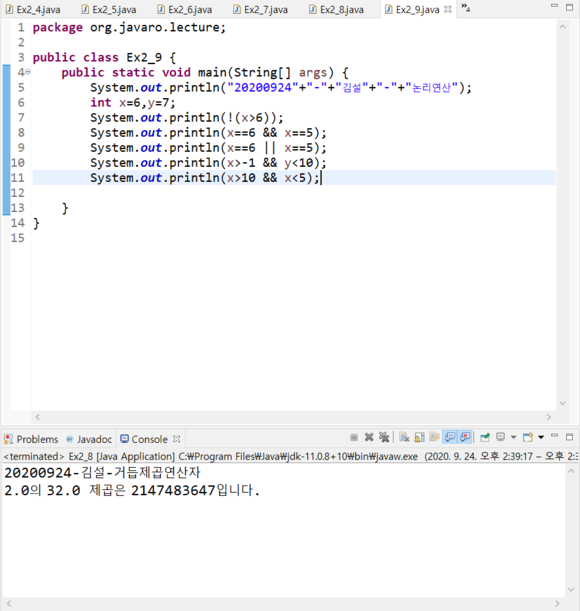 Ex2_4.java Ex2_5.java Ex2_6.java Ex2_7.java Ex2_8.java Ex2_9.java »4
1 package org.javaro.lecture;
2
3 public class Ex2_9 {
4 public static void main(String[] args) {
5 System.out.println("20200924"+"-"+"김설"+"-"+"논리연산");
6 int x=6,y=7;
7 System.out.println(!(x>6));
8 System.out.println(x==6 && x==5);
9 System.out.println(x==6 || x==5);
10 System.out.println(x>-1 && y<10);
11 System.out.println(x>10 && x<5);
12
13 }
14 }
15
Problems @ Javadoc Console
<terminated> Ex2_8 [Java Application] C:₩Program Files₩Java₩jdk-11.0.8+10₩bin₩javaw.exe (2020. 9. 24. 오후 2:39:17 – 오후 2:3
20200924-김설-거듭제곱연산자
2.0의 32.0 제곱은 2147483647입니다.